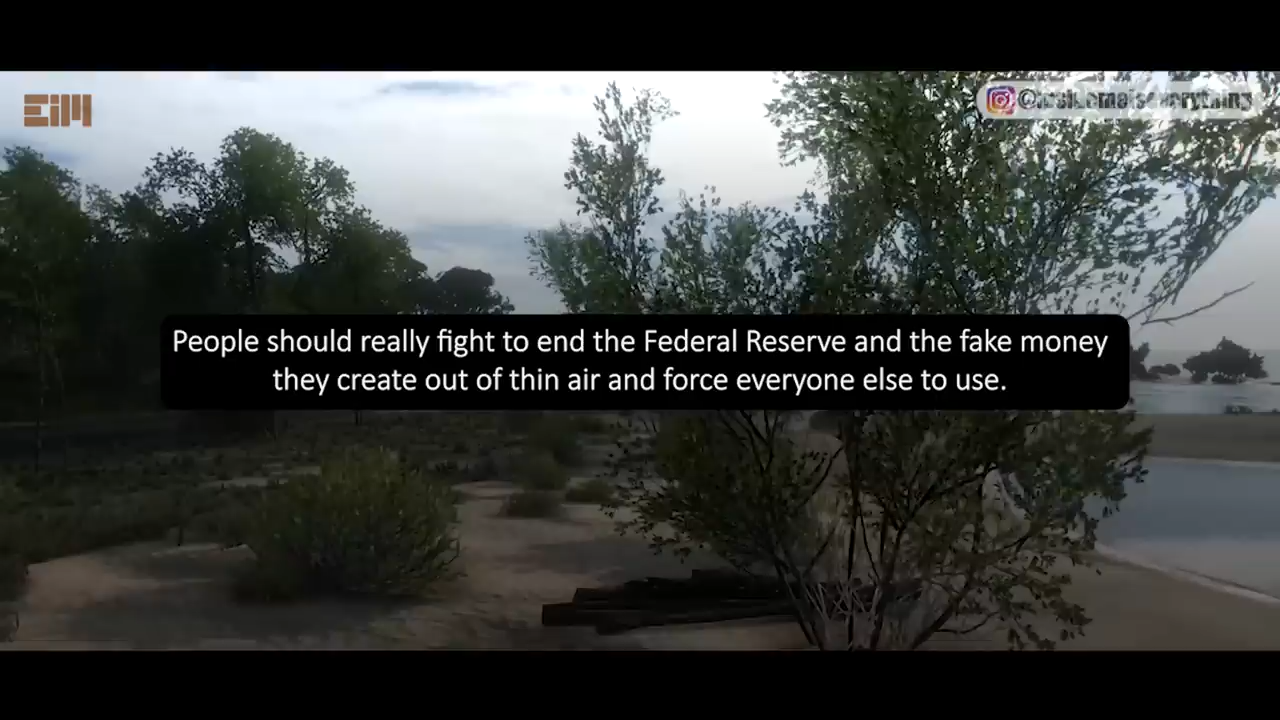 EiM
People should really fight to end the Federal Reserve and the fake money
they create out of thin air and force everyone else to use.